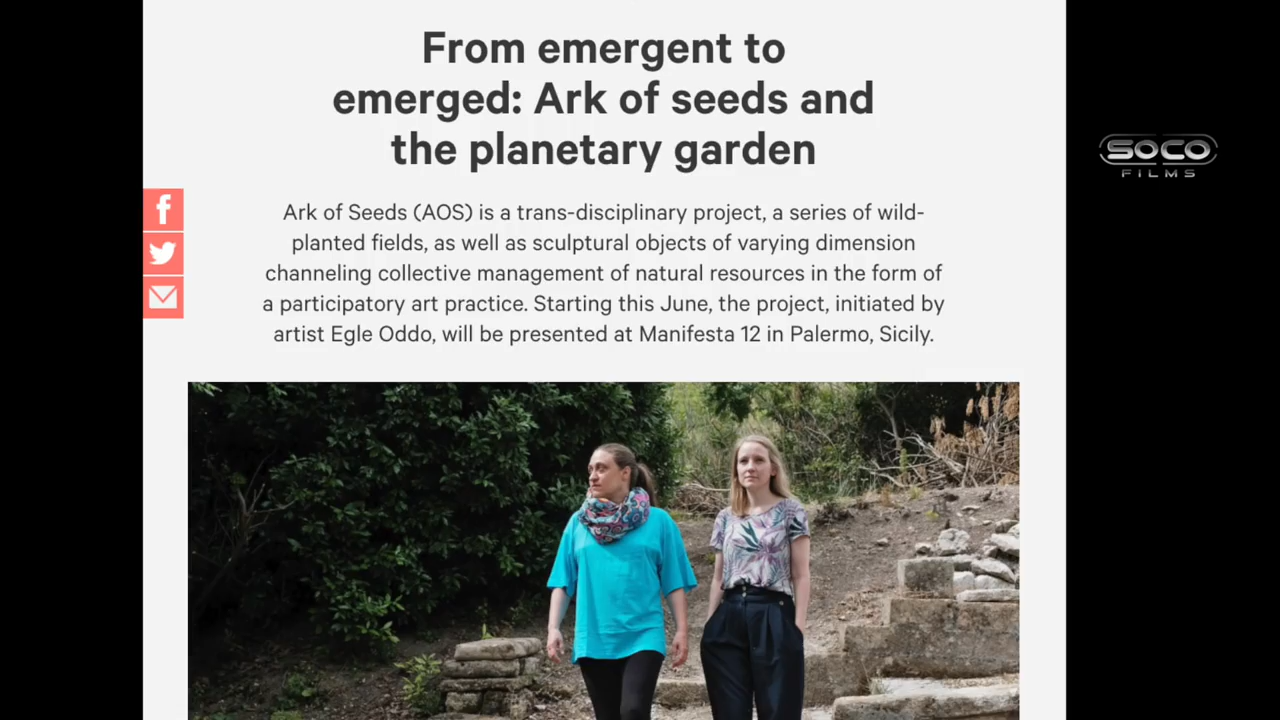 From emergent to
emerged: Ark of seeds and
the planetary garden
SOCO
FILMS
Ark of Seeds (AOS) is a trans-disciplinary project, a series of wild-
planted fields, as well as sculptural objects of varying dimension
channeling collective management of natural resources in the form of
a participatory art practice. Starting this June, the project, initiated by
artist Egle Oddo, will be presented at Manifesta 12 in Palermo, Sicily.